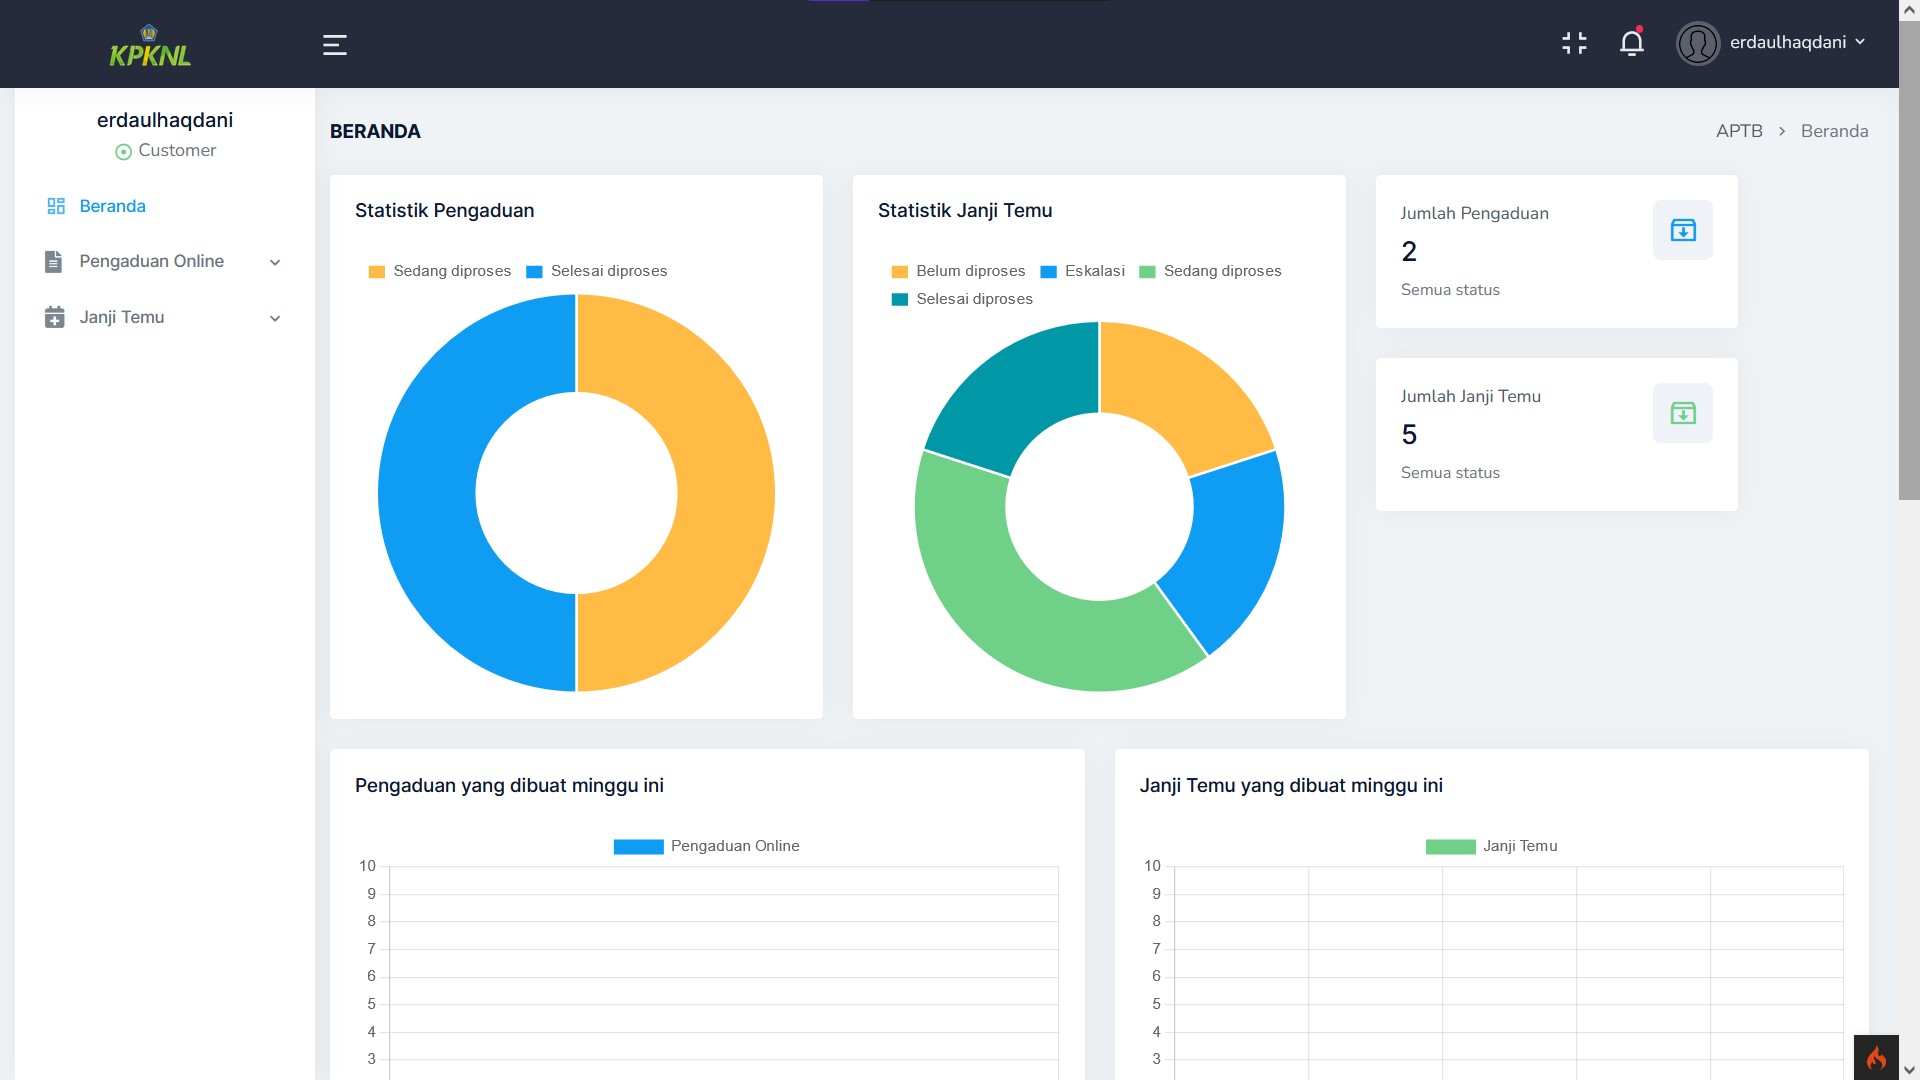 KPKNL
erdaulhaqdani
erdaulhaqdani
Customer
Beranda
Pengaduan Online
Janji Temu
BERANDA
APTB > Beranda
Statistik Pengaduan
Sedang diproses Selesai diproses
Statistik Janji Temu
Belum diproses Eskalasi Sedang diproses
Selesai diproses
Jumlah Pengaduan
2
Semua status
Jumlah Janji Temu
5
Semua status
Pengaduan yang dibuat minggu ini
Pengaduan Online
10
9
8
7
6
5
4
3
Janji Temu yang dibuat minggu ini
Janji Temu
10
9
8
7
6
5
4
3